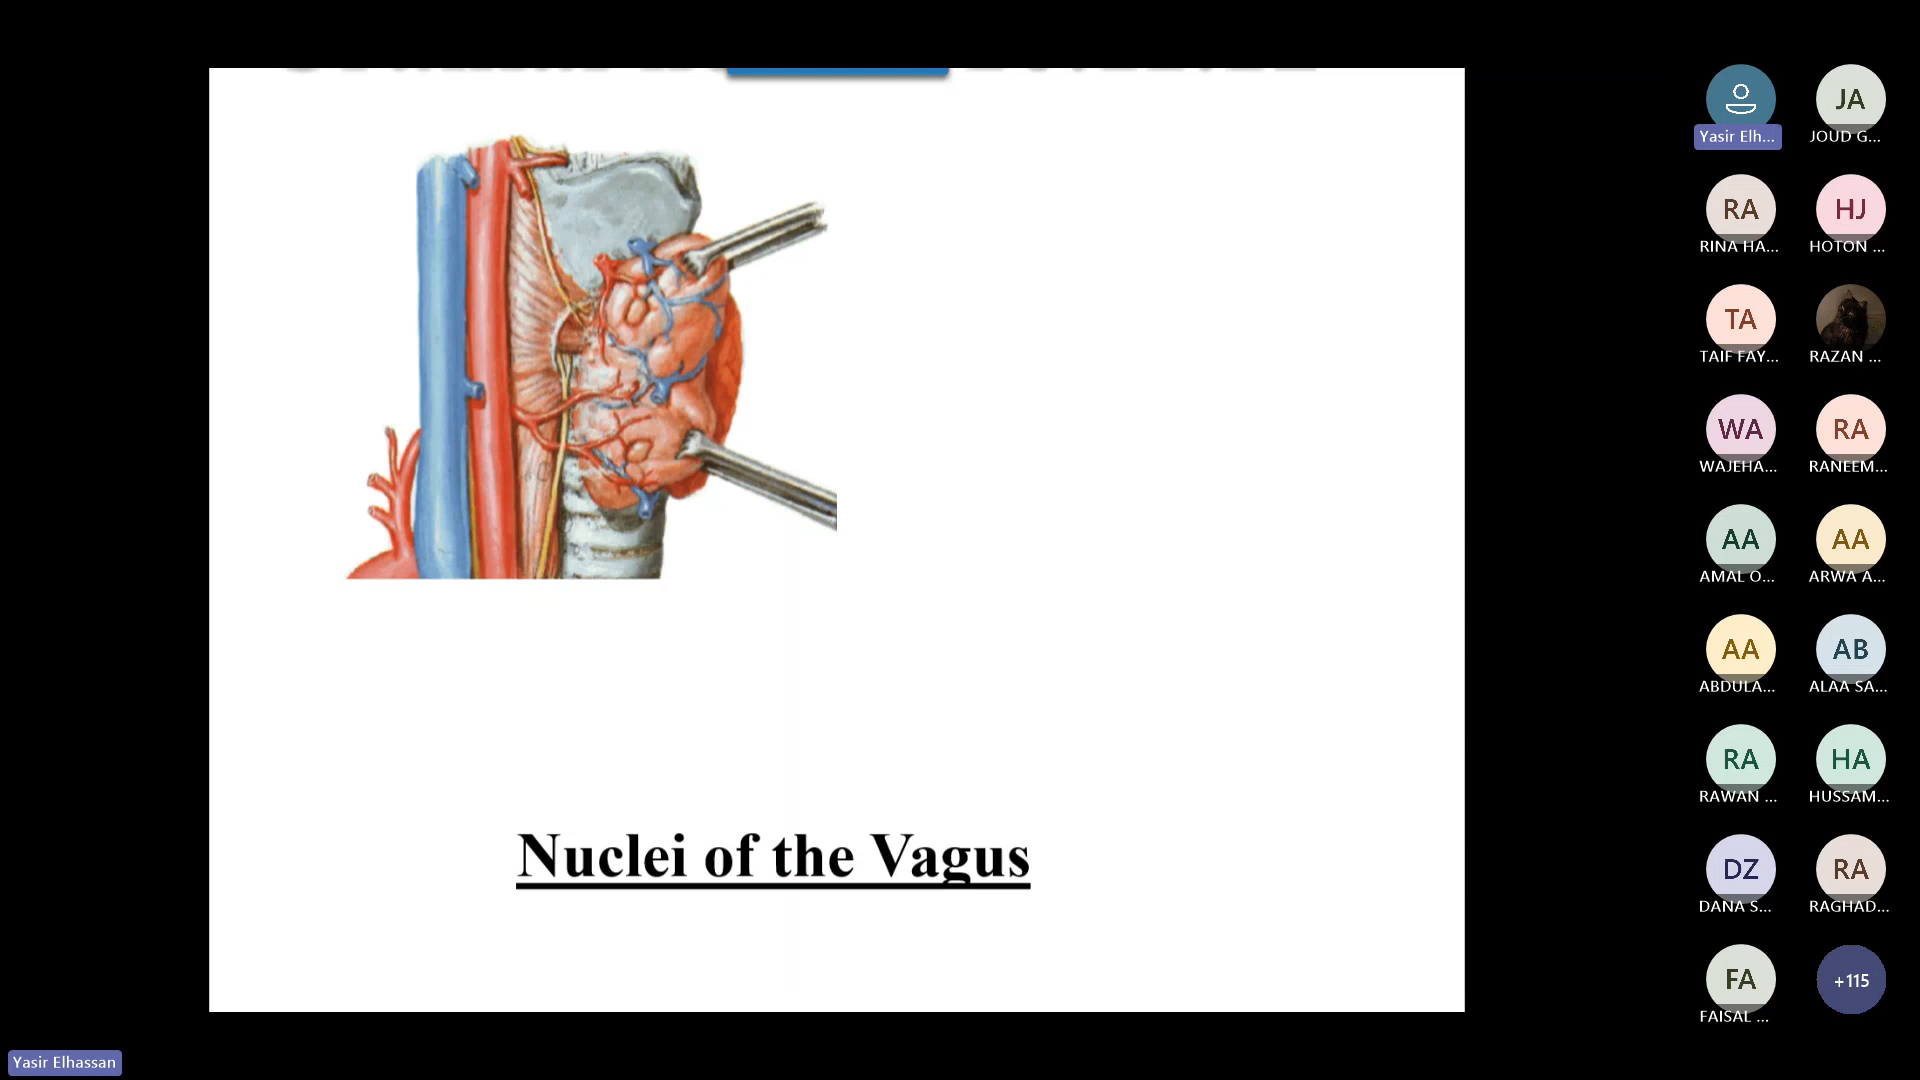 Nuclei of the Vagus
Yasir Elh...
JA
JOUD G...
RA
RINA HA...
HJ
HOTON ...
TA
TAIF FAY...
RAZAN ...
WA
WAJEHA...
RA
RANEEM...
AA
AMAL O...
AA
ARWA A...
AA
ABDULA...
AB
ALAA SA...
RA
RAWAN ...
HA
HUSSAM...
DZ
DANA S...
RA
RAGHAD...
FA
FAISAL ...
+115
Yasir Elhassan